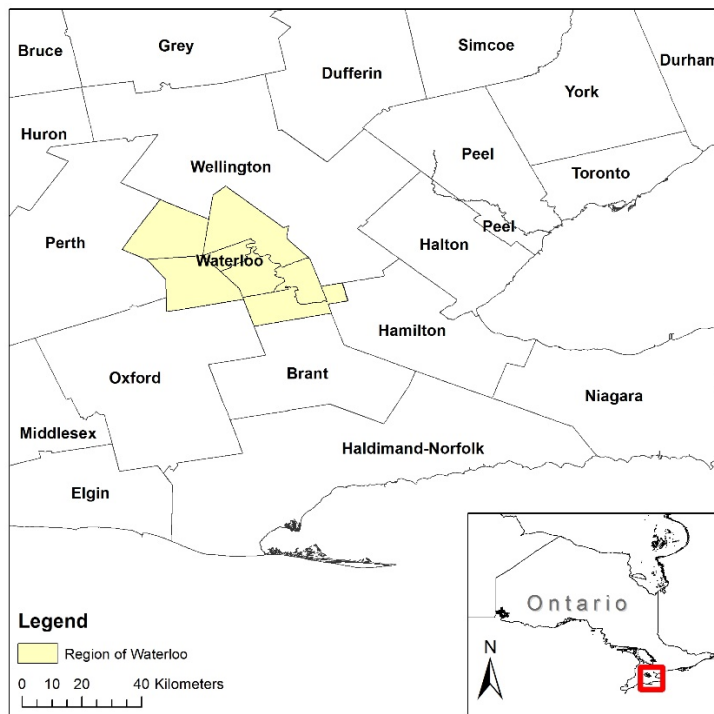 Bruce
Grey
Simcoe
Dufferin
Durham
York
Huron
Peel
Wellington
Toronto
Perth
Peel
Halton
Waterloo
Hamilton
Oxford
Brant
Niagara
Middlesex
Haldimand-Norfolk
Elgin
Ontario
Legend
Region of Waterloo
N
0 10 20 40 Kilometers